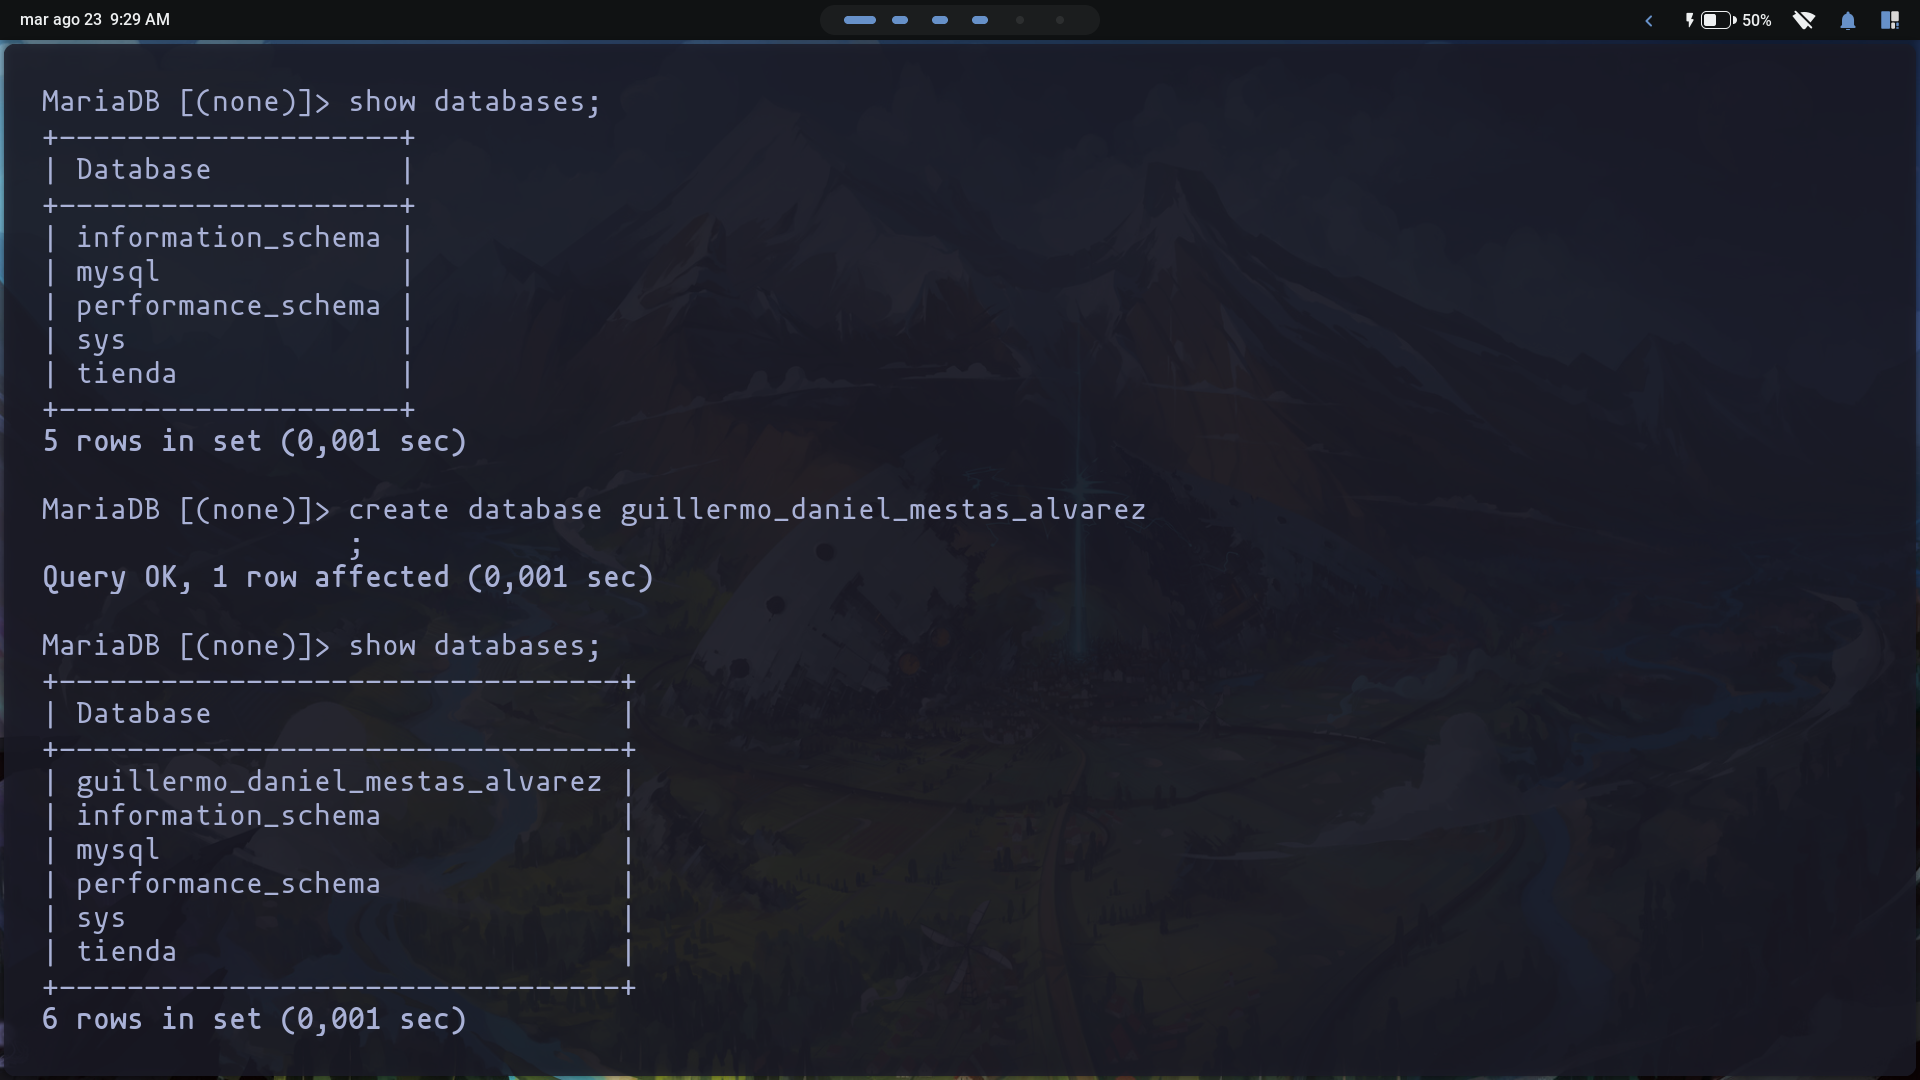 mar ago 23 9:29 AM
50%
MariaDB [(none)]> show databases;
+--------------------+
| Database           |
+--------------------+
| information_schema |
| mysql              |
| performance_schema |
| sys                |
| tienda             |
+--------------------+
5 rows in set (0,001 sec)
MariaDB [(none)]> create database guillermo_daniel_mestas_alvarez
                  ;
Query OK, 1 row affected (0,001 sec)
MariaDB [(none)]> show databases;
+---------------------------------+
| Database                        |
+---------------------------------+
| guillermo_daniel_mestas_alvarez |
| information_schema              |
| mysql                           |
| performance_schema              |
| sys                             |
| tienda                          |
+---------------------------------+
6 rows in set (0,001 sec)